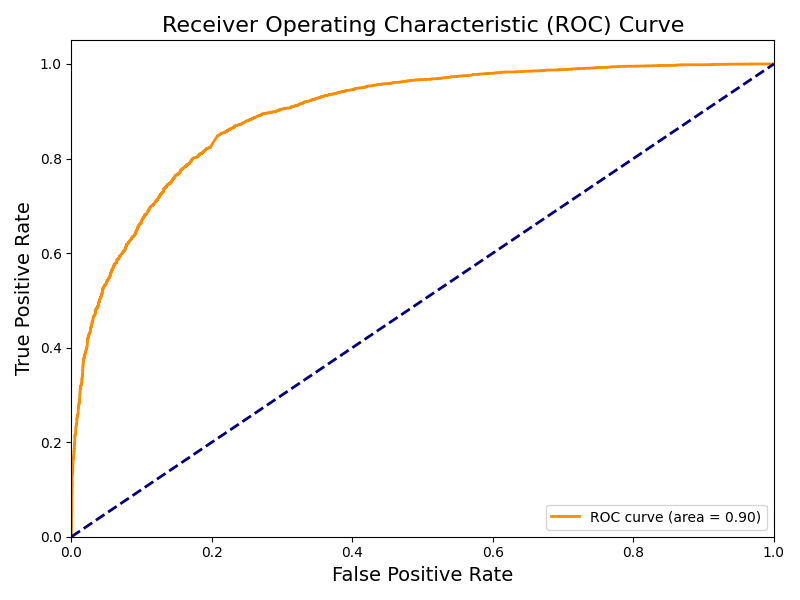 Receiver Operating Characteristic (ROC) Curve
True Positive Rate
1.0
0.8
0.6
0.4
0.2
0.0
ROC curve (area = 0.90)
0.0 0.2 0.4 0.6 0.8 1.0
False Positive Rate